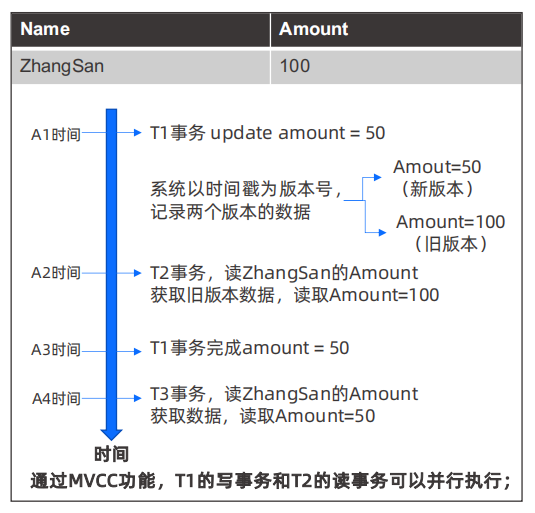 Name Amount
ZhangSan 100
A1时间 T1事务 update amount = 50
系统以时间戳为版本号，
记录两个版本的数据
Amout=50
（新版本）
Amount=100
（旧版本）
A2时间 T2事务，读ZhangSan的Amount
获取旧版本数据，读取Amount=100
A3时间 T1事务完成amount = 50
A4时间 T3事务，读ZhangSan的Amount
获取数据，读取Amount=50
时间
通过MVCC功能，T1的写事务和T2的读事务可以并行执行；